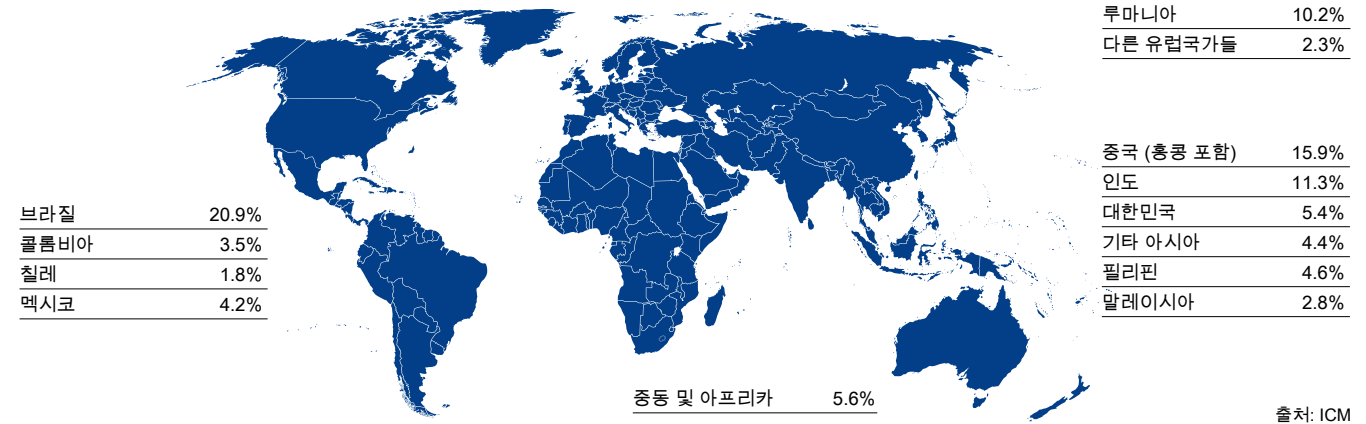 루마니아 10.2%
다른 유럽국가들 2.3%
중국 (홍콩 포함) 15.9%
인도 11.3%
대한민국 5.4%
기타 아시아 4.4%
필리핀 4.6%
말레이시아 2.8%
브라질 20.9%
콜롬비아 3.5%
칠레 1.8%
멕시코 4.2%
중동 및 아프리카 5.6%
출처: ICM